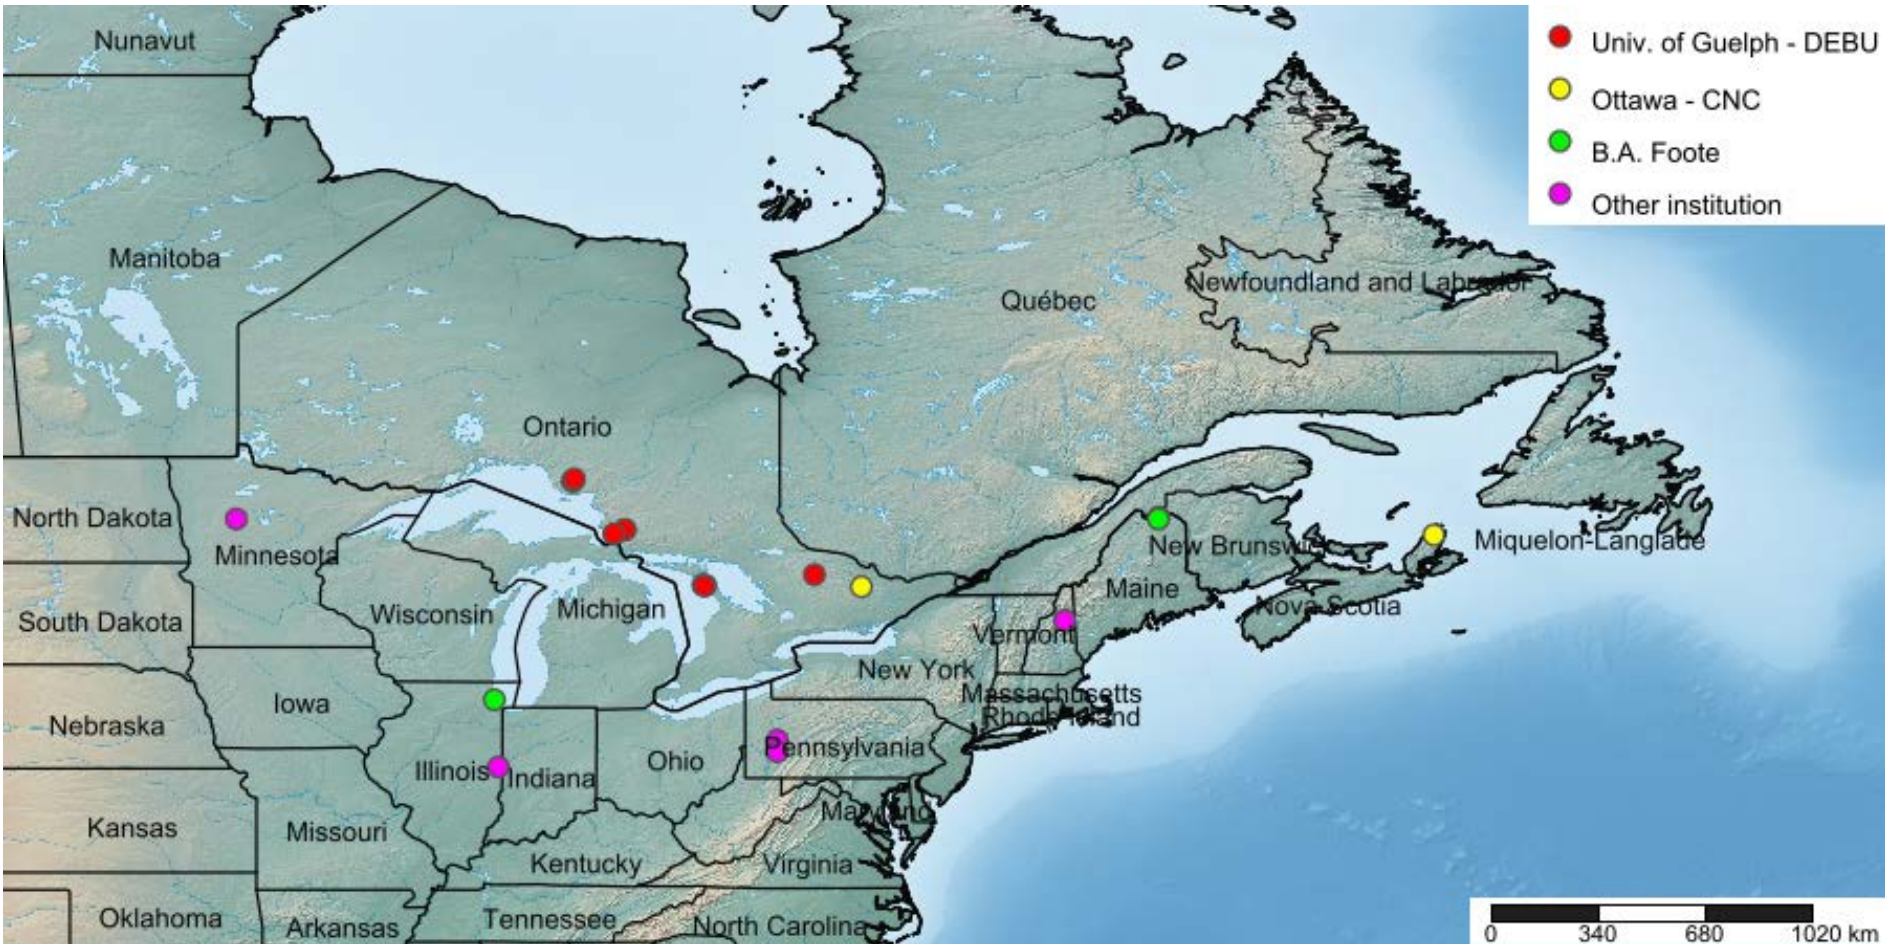 Nunavut
Univ. of Guelph - DEBU
Ottawa - CNC
B.A. Foote
Other institution
Manitoba
Newfoundland and Labrador
Québec
Ontario
North Dakota
Minnesota
New Brunswick
Miquelon-Langlade
South Dakota
Wisconsin
Michigan
Maine
Nova Scotia
Vermont
New York
Iowa
Massachusetts
Rhode Island
Nebraska
Illinois
Indiana
Ohio
Pennsylvania
Kansas
Missouri
Maryland
Kentucky
Virginia
Oklahoma
Arkansas
Tennessee
North Carolina
0 340 680 1020 km